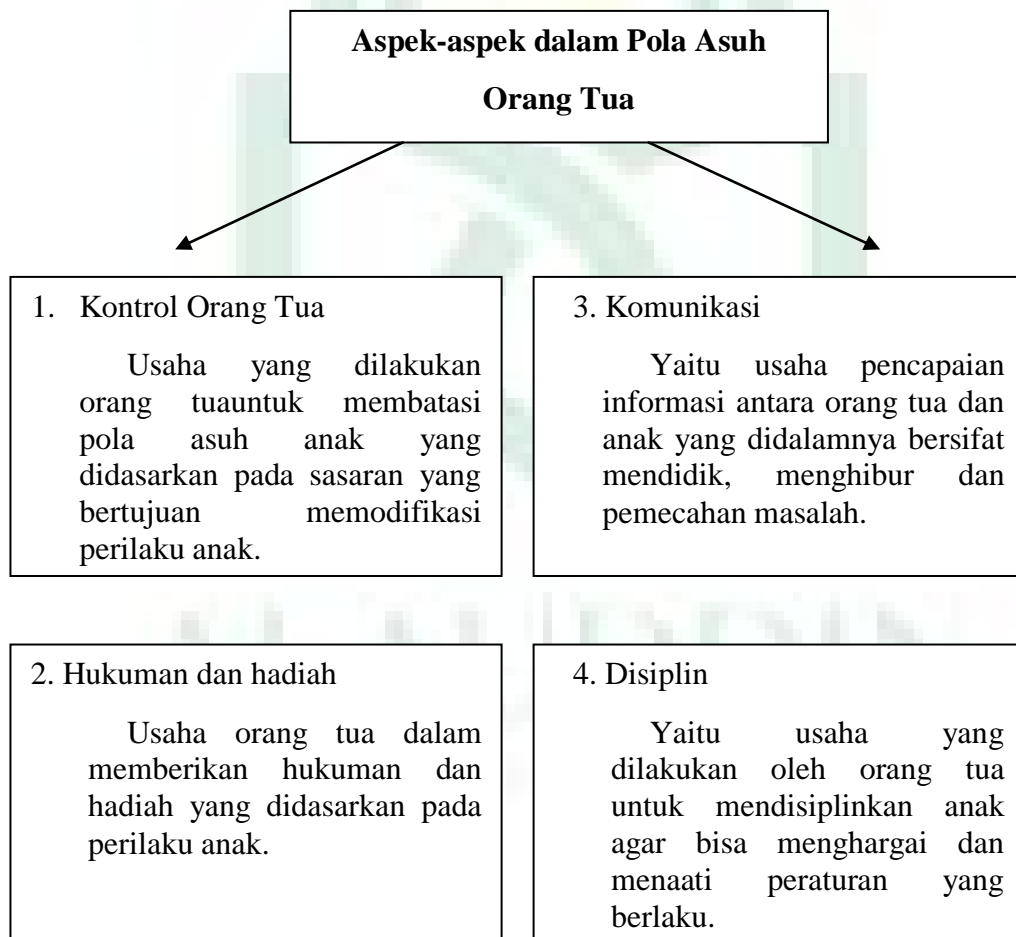 Aspek-aspek dalam Pola Asuh
Orang Tua
1. Kontrol Orang Tua
Usaha yang dilakukan
orang tuauntuk membatasi
pola asuh anak yang
didasarkan pada sasaran yang
bertujuan memodifikasi
perilaku anak.
3. Komunikasi
Yaitu usaha pencapaian
informasi antara orang tua dan
anak yang didalamnya bersifat
mendidik, menghibur dan
pemecahan masalah.
2. Hukuman dan hadiah
Usaha orang tua dalam
memberikan hukuman dan
hadiah yang didasarkan pada
perilaku anak.
4. Disiplin
Yaitu usaha yang
dilakukan oleh orang tua
untuk mendisiplinkan anak
agar bisa menghargai dan
menaati peraturan yang
berlaku.